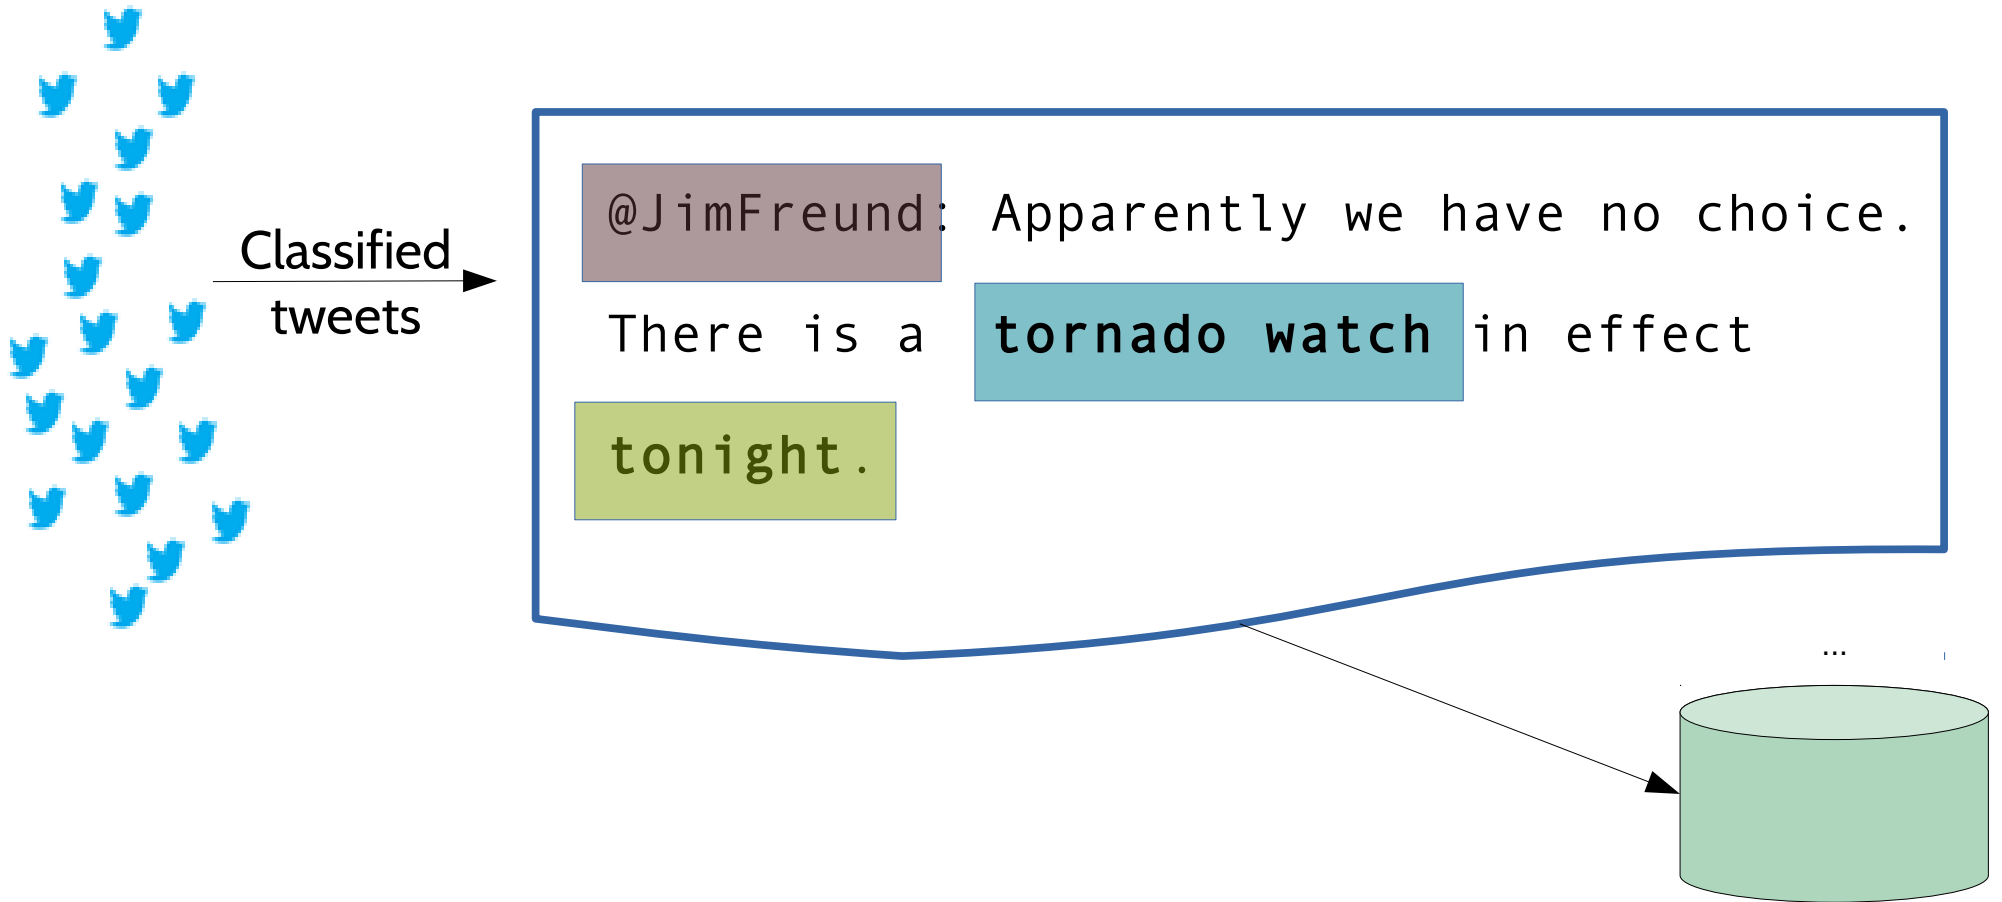 Classified
tweets
@JimFreund: Apparently we have no choice.
There is a tornado watch in effect
tonight.
...